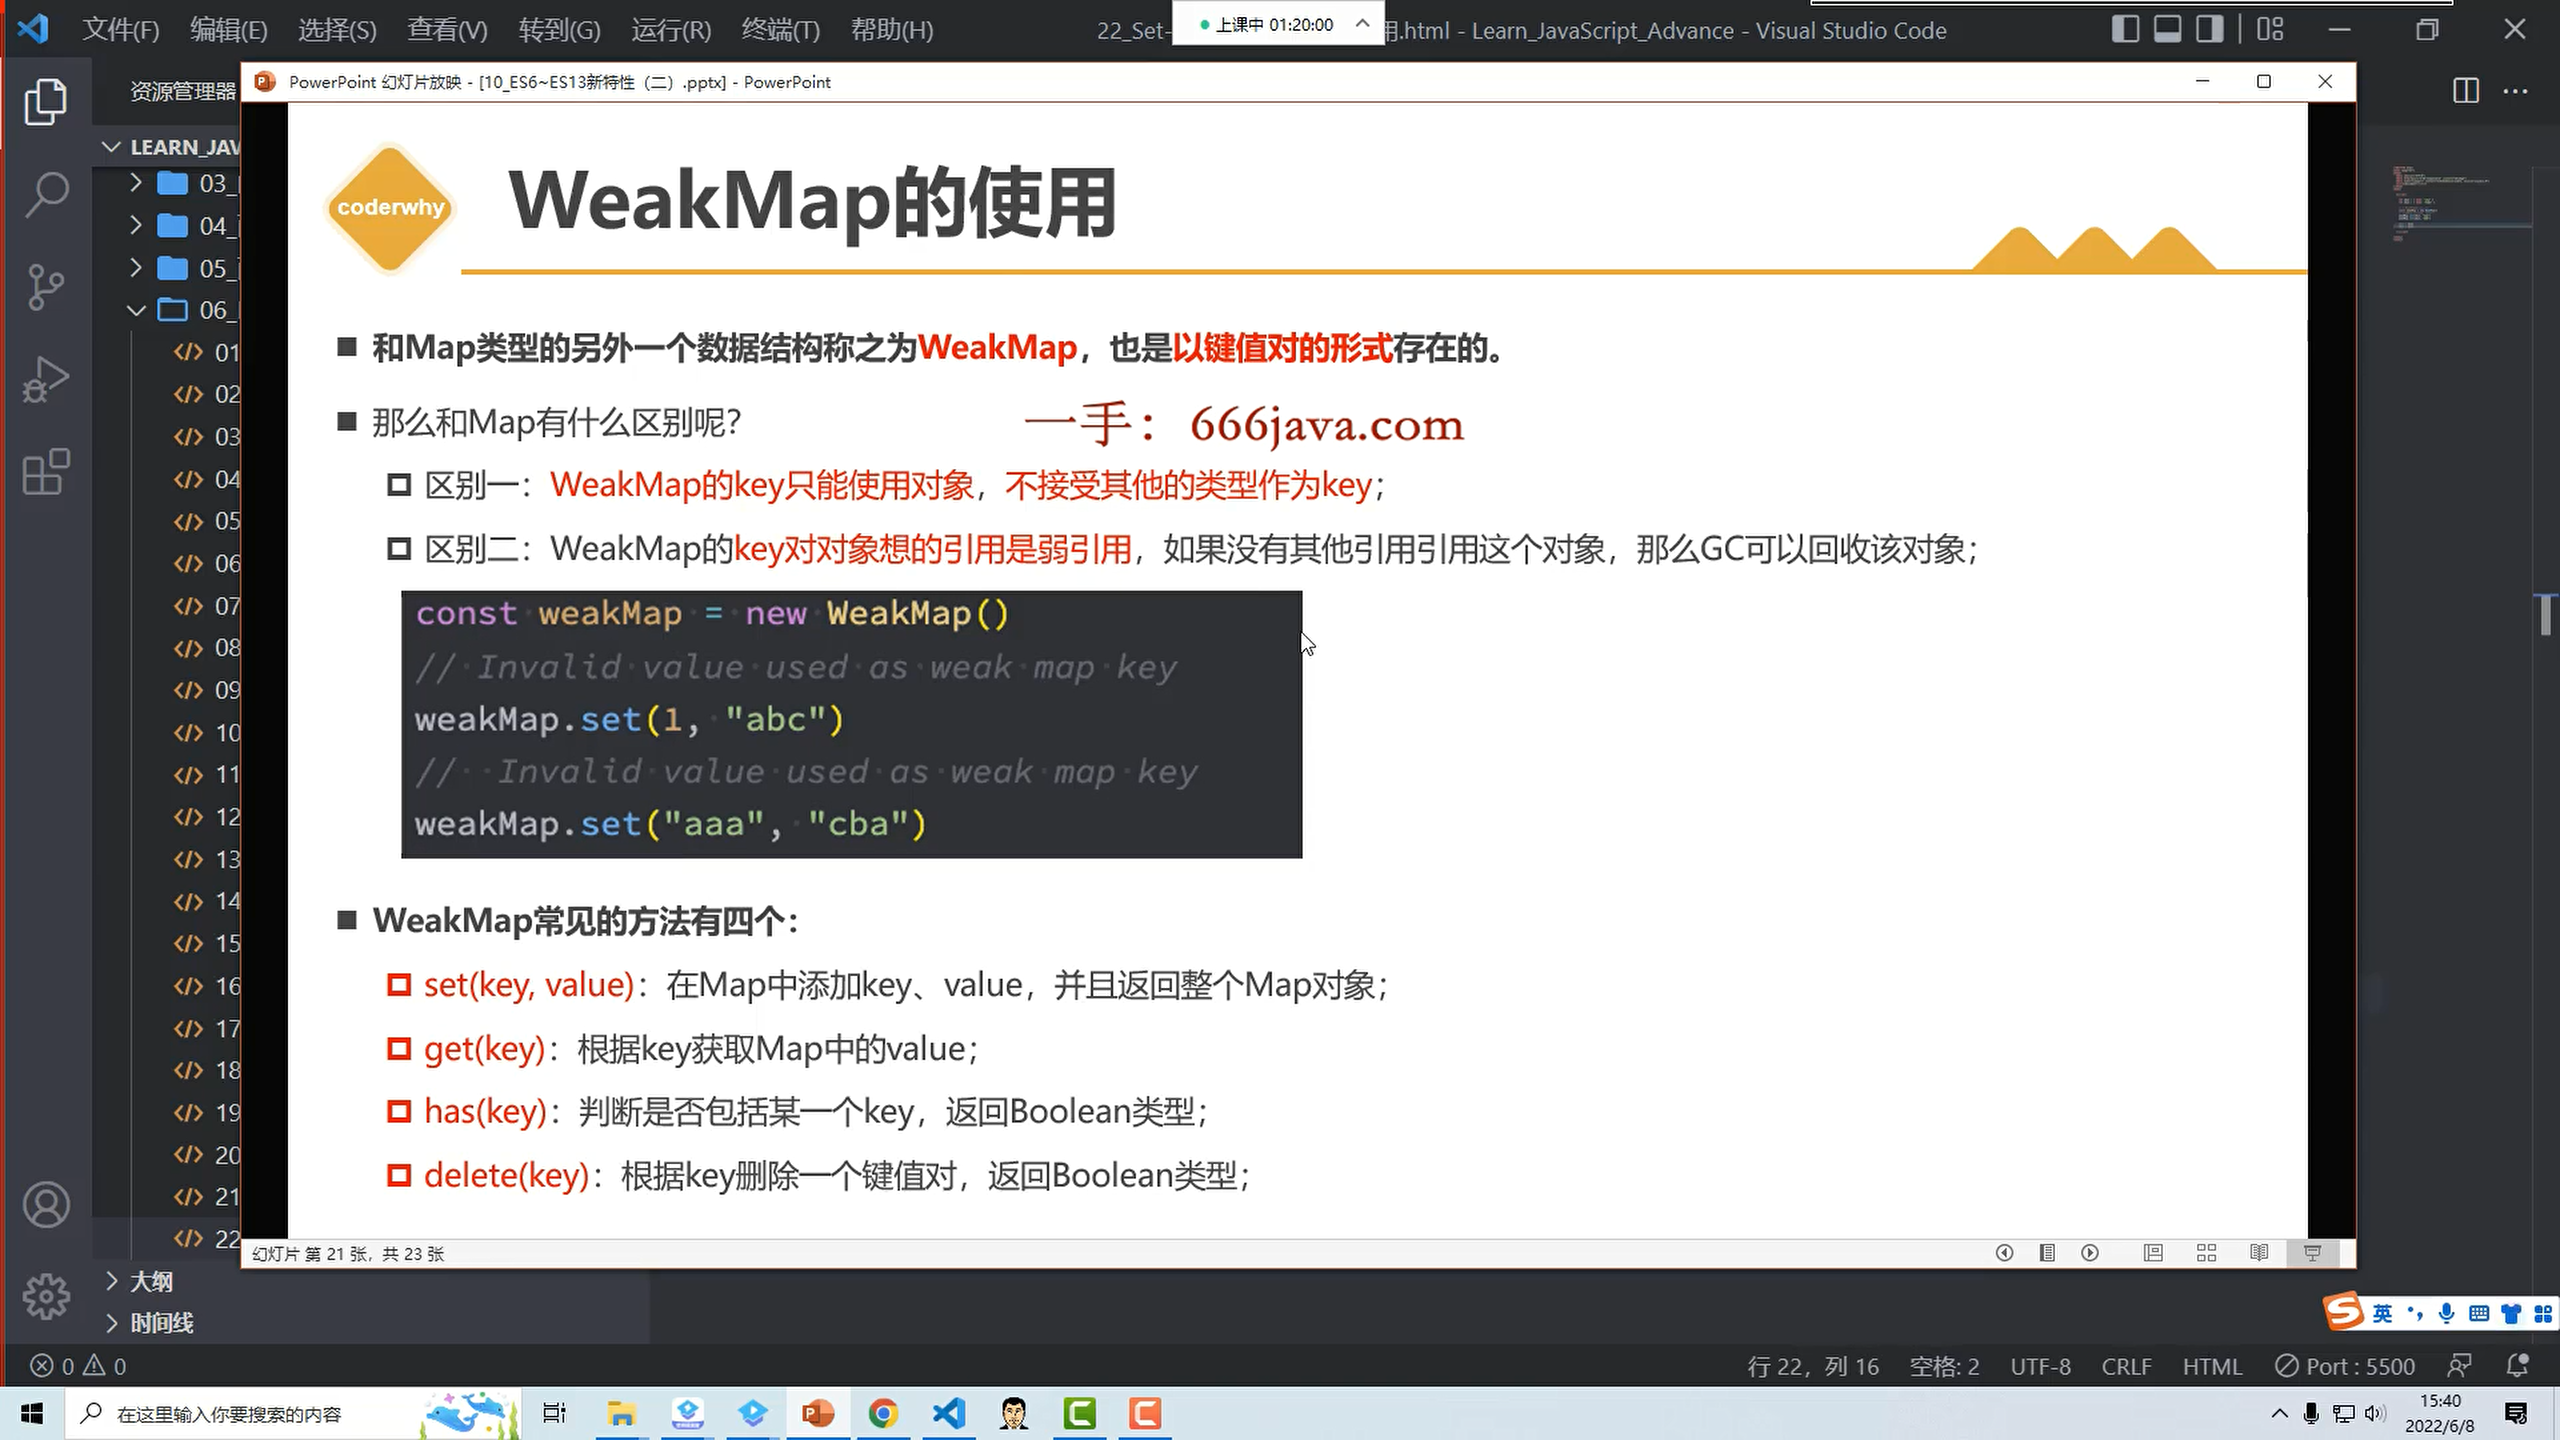 文件(F) 编辑(E) 选择(S) 查看(V) 转到(G) 运行(R) 终端(T) 帮助(H)
22_Set- 用.html - Learn_JavaScript_Advance - Visual Studio Code
上课中 01:20:00
资源管理器
PowerPoint 幻灯片放映 - [10_ES6~ES13新特性（二）.pptx] - PowerPoint
LEARN_JAV
03_
04_
05_
06_
01
02
03
04
05
06
07
08
09
10
11
12
13
14
15
16
17
18
19
20
21
22
大纲
时间线
coderwhy
WeakMap的使用
和Map类型的另外一个数据结构称之为WeakMap，也是以键值对的形式存在的。
那么和Map有什么区别呢？
一手：666java.com
区别一：WeakMap的key只能使用对象，不接受其他的类型作为key；
区别二：WeakMap的key对对象想的引用是弱引用，如果没有其他引用引用这个对象，那么GC可以回收该对象；
const weakMap = new WeakMap()
// Invalid value used as weak map key
weakMap.set(1, "abc")
//  Invalid value used as weak map key
weakMap.set("aaa", "cba")
WeakMap常见的方法有四个：
set(key, value)：在Map中添加key、value，并且返回整个Map对象；
get(key)：根据key获取Map中的value；
has(key)：判断是否包括某一个key，返回Boolean类型；
delete(key)：根据key删除一个键值对，返回Boolean类型；
幻灯片 第 21 张，共 23 张
英
0 0
行 22，列 16 空格: 2 UTF-8 CRLF HTML Port : 5500
在这里输入你要搜索的内容
15:40
2022/6/8